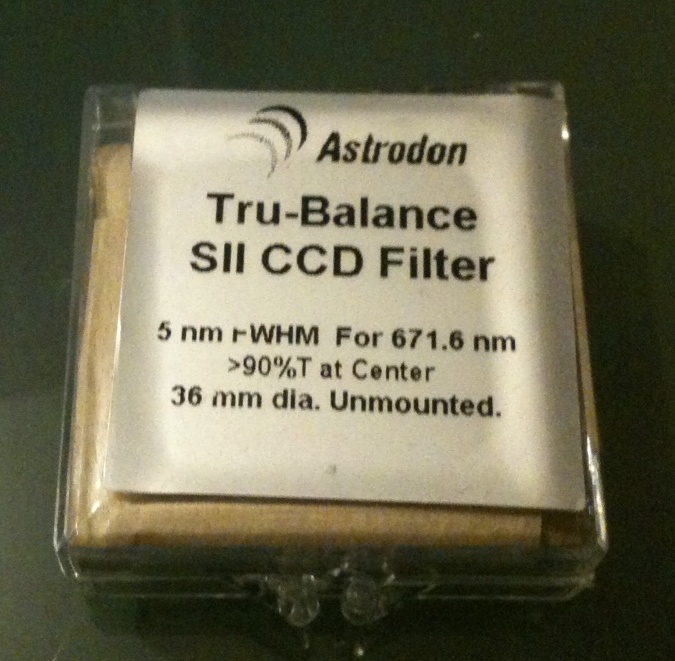 Astrodon
Tru-Balance
SII CCD Filter
5 nm FWHM For 671.6 nm
>90%T at Center
36 mm dia. Unmounted.